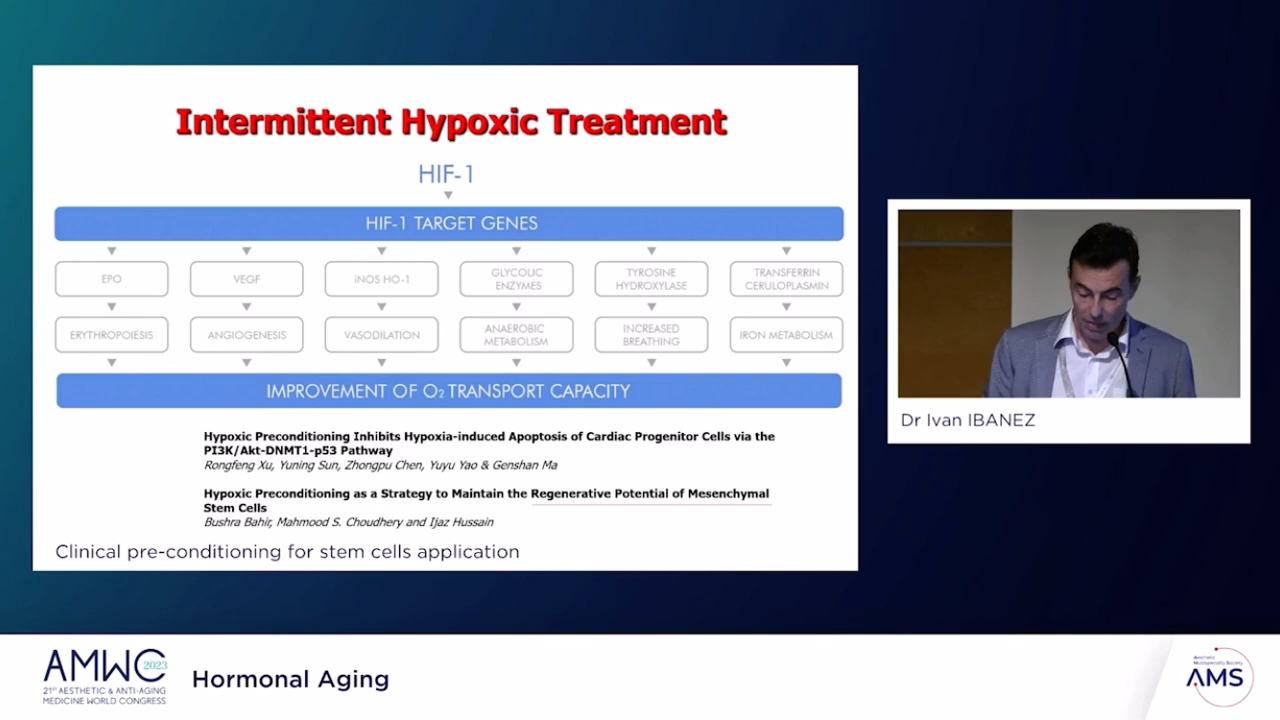 Intermittent Hypoxic Treatment
HIF-1
HIF-1 TARGET GENES
EPO
VEGF
iNOS HO-1
GLYCOLIC
ENZYMES
TYROSINE
HYDROXYLASE
TRANSFERRIN
CERULOPLASMIN
ERYTHROPOIESIS
ANGIOGENESIS
VASODILATION
ANAEROBIC
METABOLISM
INCREASED
BREATHING
IRON METABOLISM
IMPROVEMENT OF O2 TRANSPORT CAPACITY
Hypoxic Preconditioning Inhibits Hypoxia-induced Apoptosis of Cardiac Progenitor Cells via the
PI3K/Akt-DNMT1-p53 Pathway
Rongfeng Xu, Yuning Sun, Zhongpu Chen, Yuyu Yao & Genshan Ma
Hypoxic Preconditioning as a Strategy to Maintain the Regenerative Potential of Mesenchymal
Stem Cells
Bushra Bahir, Mahmood S. Choudhery and Ijaz Hussain
Clinical pre-conditioning for stem cells application
Dr Ivan IBANEZ
AMWC 2023
21ST AESTHETIC & ANTI-AGING
MEDICINE WORLD CONGRESS
Hormonal Aging
Aesthetic
Multispecialty Society
AMS